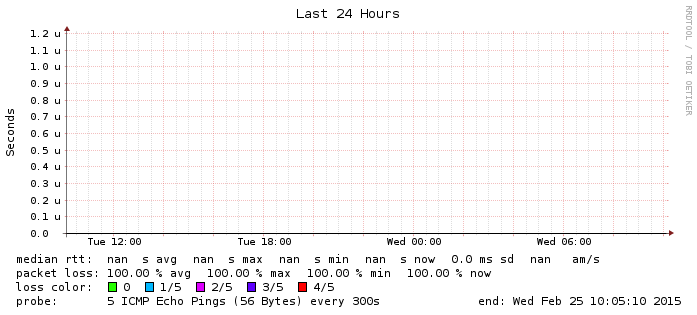 Last 24 Hours
RRDTOOL / TOBI OETIKER
Seconds
1.2 u
1.1 u
1.0 u
0.9 u
0.8 u
0.7 u
0.6 u
0.5 u
0.4 u
0.3 u
0.2 u
0.1 u
0.0
Tue 12:00 Tue 18:00 Wed 00:00 Wed 06:00
median rtt: nan s avg nan s max nan s min nan s now 0.0 ms sd nan am/s
packet loss: 100.00 % avg 100.00 % max 100.00 % min 100.00 % now
loss color: 0 1/5 2/5 3/5 4/5
probe: 5 ICMP Echo Pings (56 Bytes) every 300s end: Wed Feb 25 10:05:10 2015